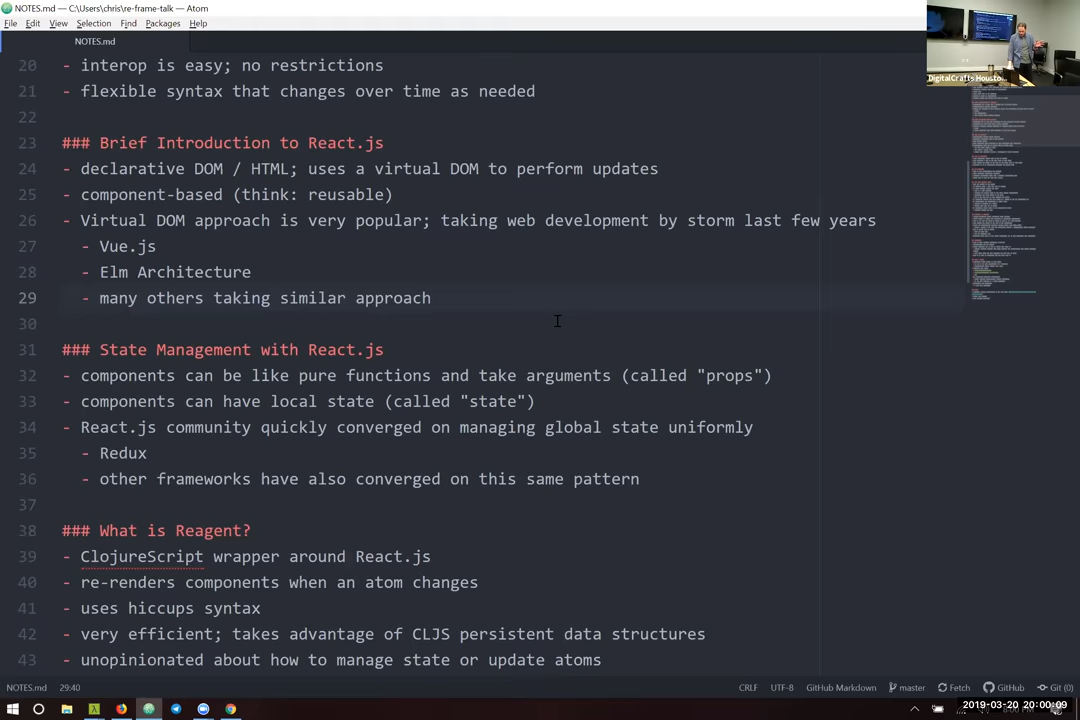 NOTES.md — C:\Users\chris\re-frame-talk — Atom
File Edit View Selection Find Packages Help
NOTES.md
DigitalCrafts Housto...
20 - interop is easy; no restrictions
21 - flexible syntax that changes over time as needed
22
23 ### Brief Introduction to React.js
24 - declarative DOM / HTML; uses a virtual DOM to perform updates
25 - component-based (think: reusable)
26 - Virtual DOM approach is very popular; taking web development by storm last few years
27 - Vue.js
28 - Elm Architecture
29 - many others taking similar approach
30
31 ### State Management with React.js
32 - components can be like pure functions and take arguments (called "props")
33 - components can have local state (called "state")
34 - React.js community quickly converged on managing global state uniformly
35 - Redux
36 - other frameworks have also converged on this same pattern
37
38 ### What is Reagent?
39 - ClojureScript wrapper around React.js
40 - re-renders components when an atom changes
41 - uses hiccups syntax
42 - very efficient; takes advantage of CLJS persistent data structures
43 - unopinionated about how to manage state or update atoms
NOTES.md 29:40 CRLF UTF-8 GitHub Markdown master Fetch GitHub Git (0)
2019-03-20 20:00:09